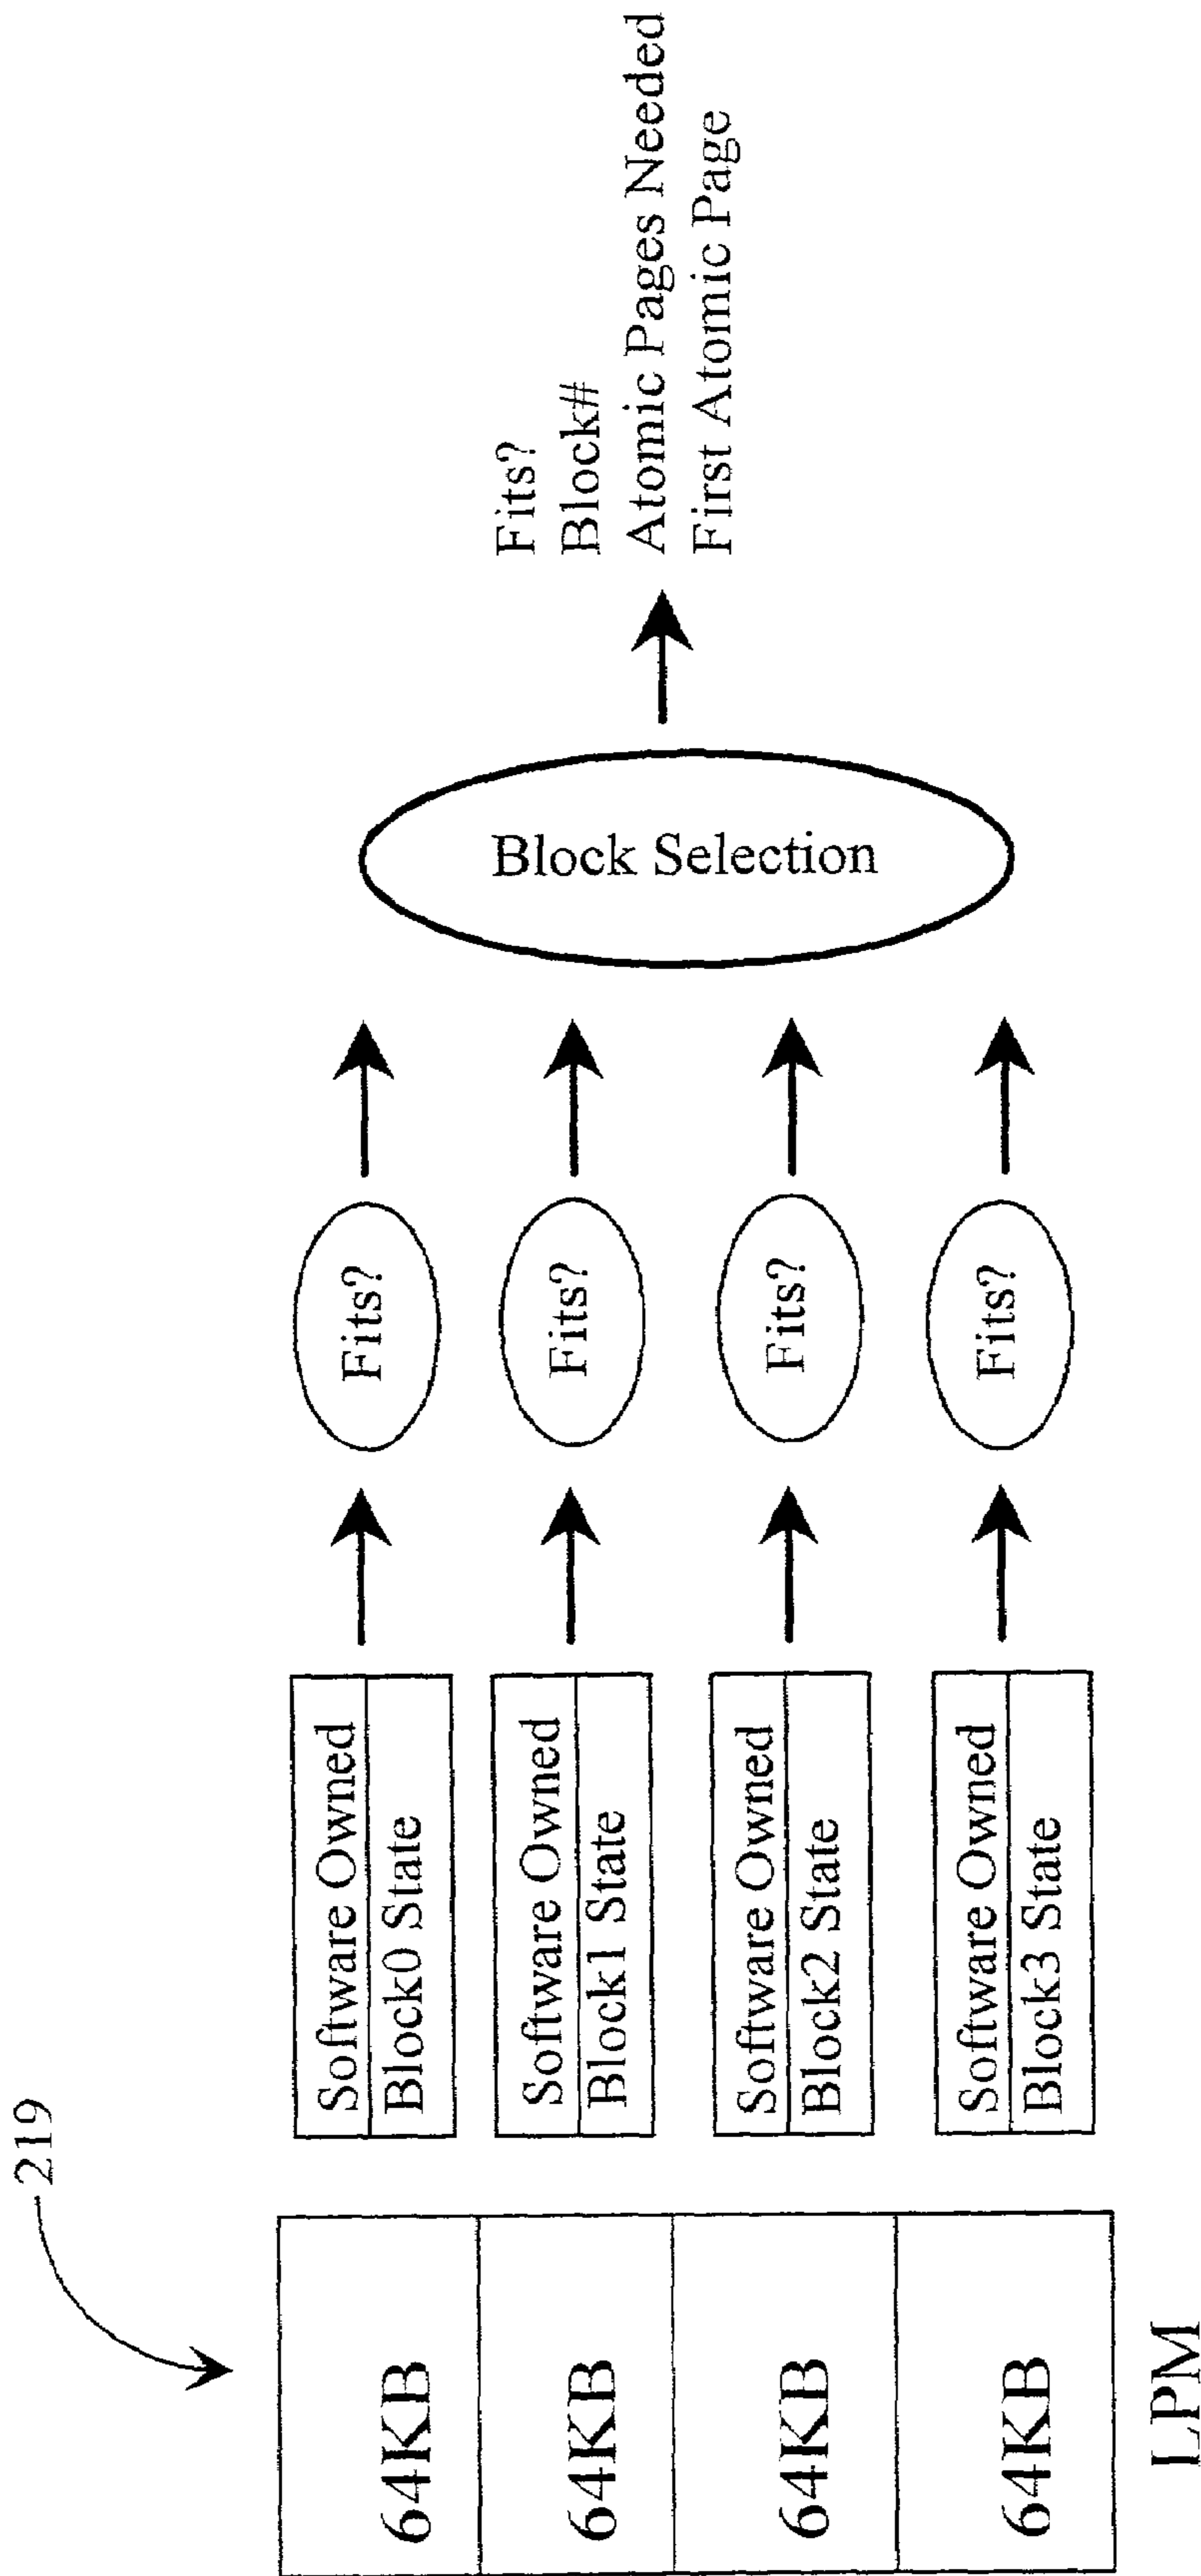 219
64KB
64KB
64KB
64KB
LPM
Software Owned
Block0 State
Software Owned
Block1 State
Software Owned
Block2 State
Software Owned
Block3 State
Fits?
Fits?
Fits?
Fits?
Block Selection
Fits?
Block#
Atomic Pages Needed
First Atomic Page